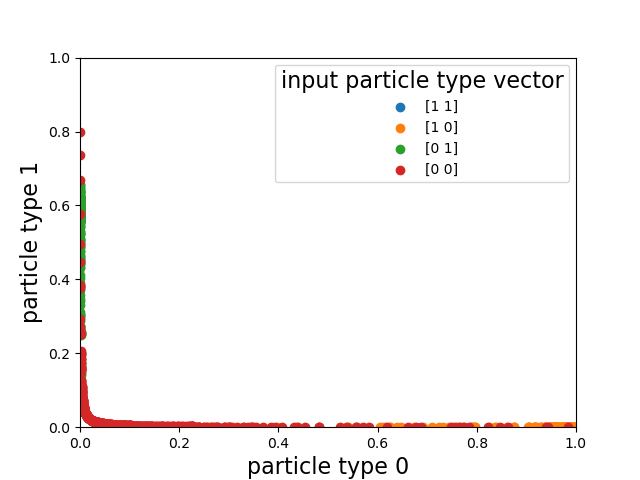 input particle type vector
[1 1]
[1 0]
[0 1]
[0 0]
particle type 1
1.0
0.8
0.6
0.4
0.2
0.0
0.0 0.2 0.4 0.6 0.8 1.0
particle type 0